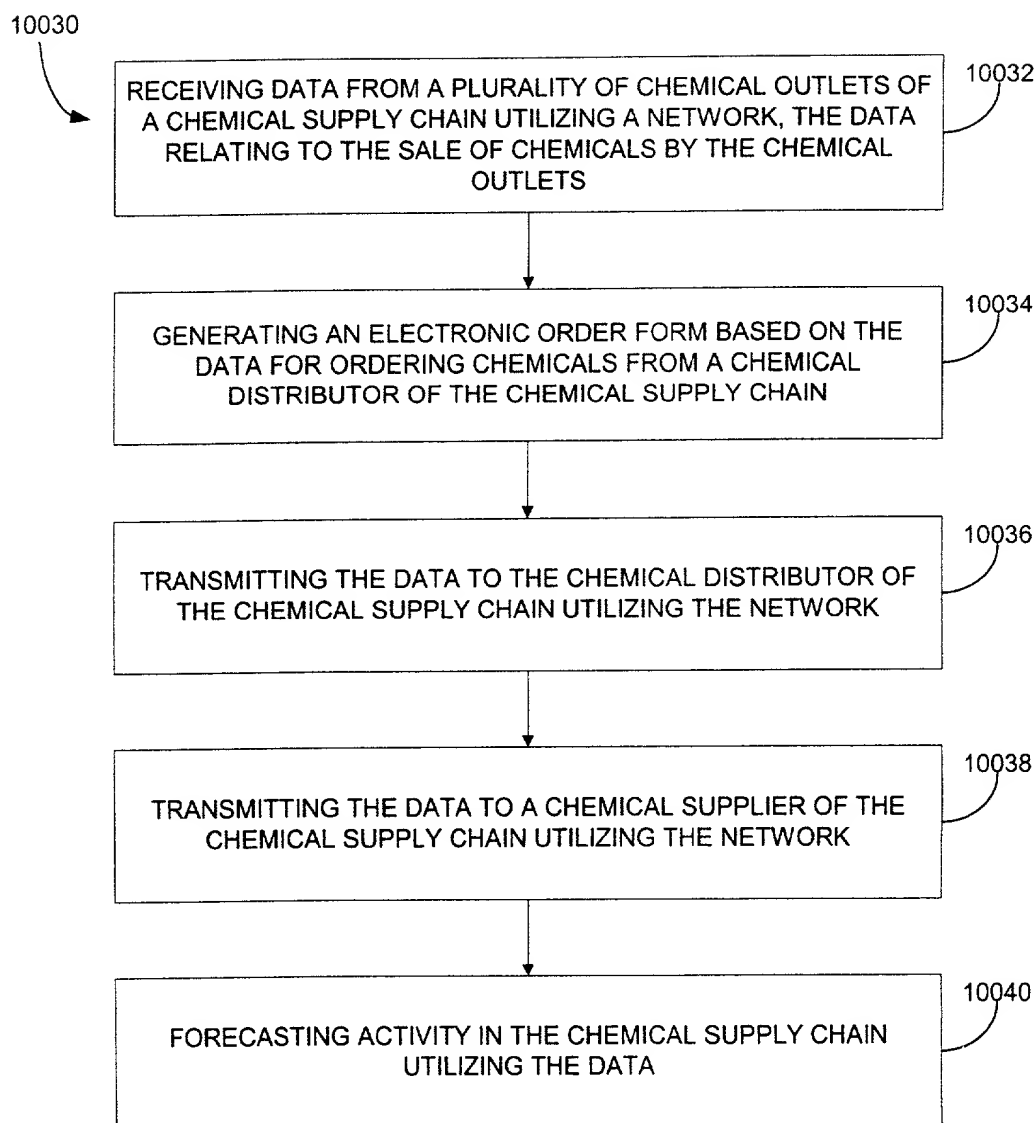 10030
RECEIVING DATA FROM A PLURALITY OF CHEMICAL OUTLETS OF
A CHEMICAL SUPPLY CHAIN UTILIZING A NETWORK, THE DATA
RELATING TO THE SALE OF CHEMICALS BY THE CHEMICAL
OUTLETS
10032
GENERATING AN ELECTRONIC ORDER FORM BASED ON THE
DATA FOR ORDERING CHEMICALS FROM A CHEMICAL
DISTRIBUTOR OF THE CHEMICAL SUPPLY CHAIN
10034
TRANSMITTING THE DATA TO THE CHEMICAL DISTRIBUTOR OF
THE CHEMICAL SUPPLY CHAIN UTILIZING THE NETWORK
10036
TRANSMITTING THE DATA TO A CHEMICAL SUPPLIER OF THE
CHEMICAL SUPPLY CHAIN UTILIZING THE NETWORK
10038
FORECASTING ACTIVITY IN THE CHEMICAL SUPPLY CHAIN
UTILIZING THE DATA
10040